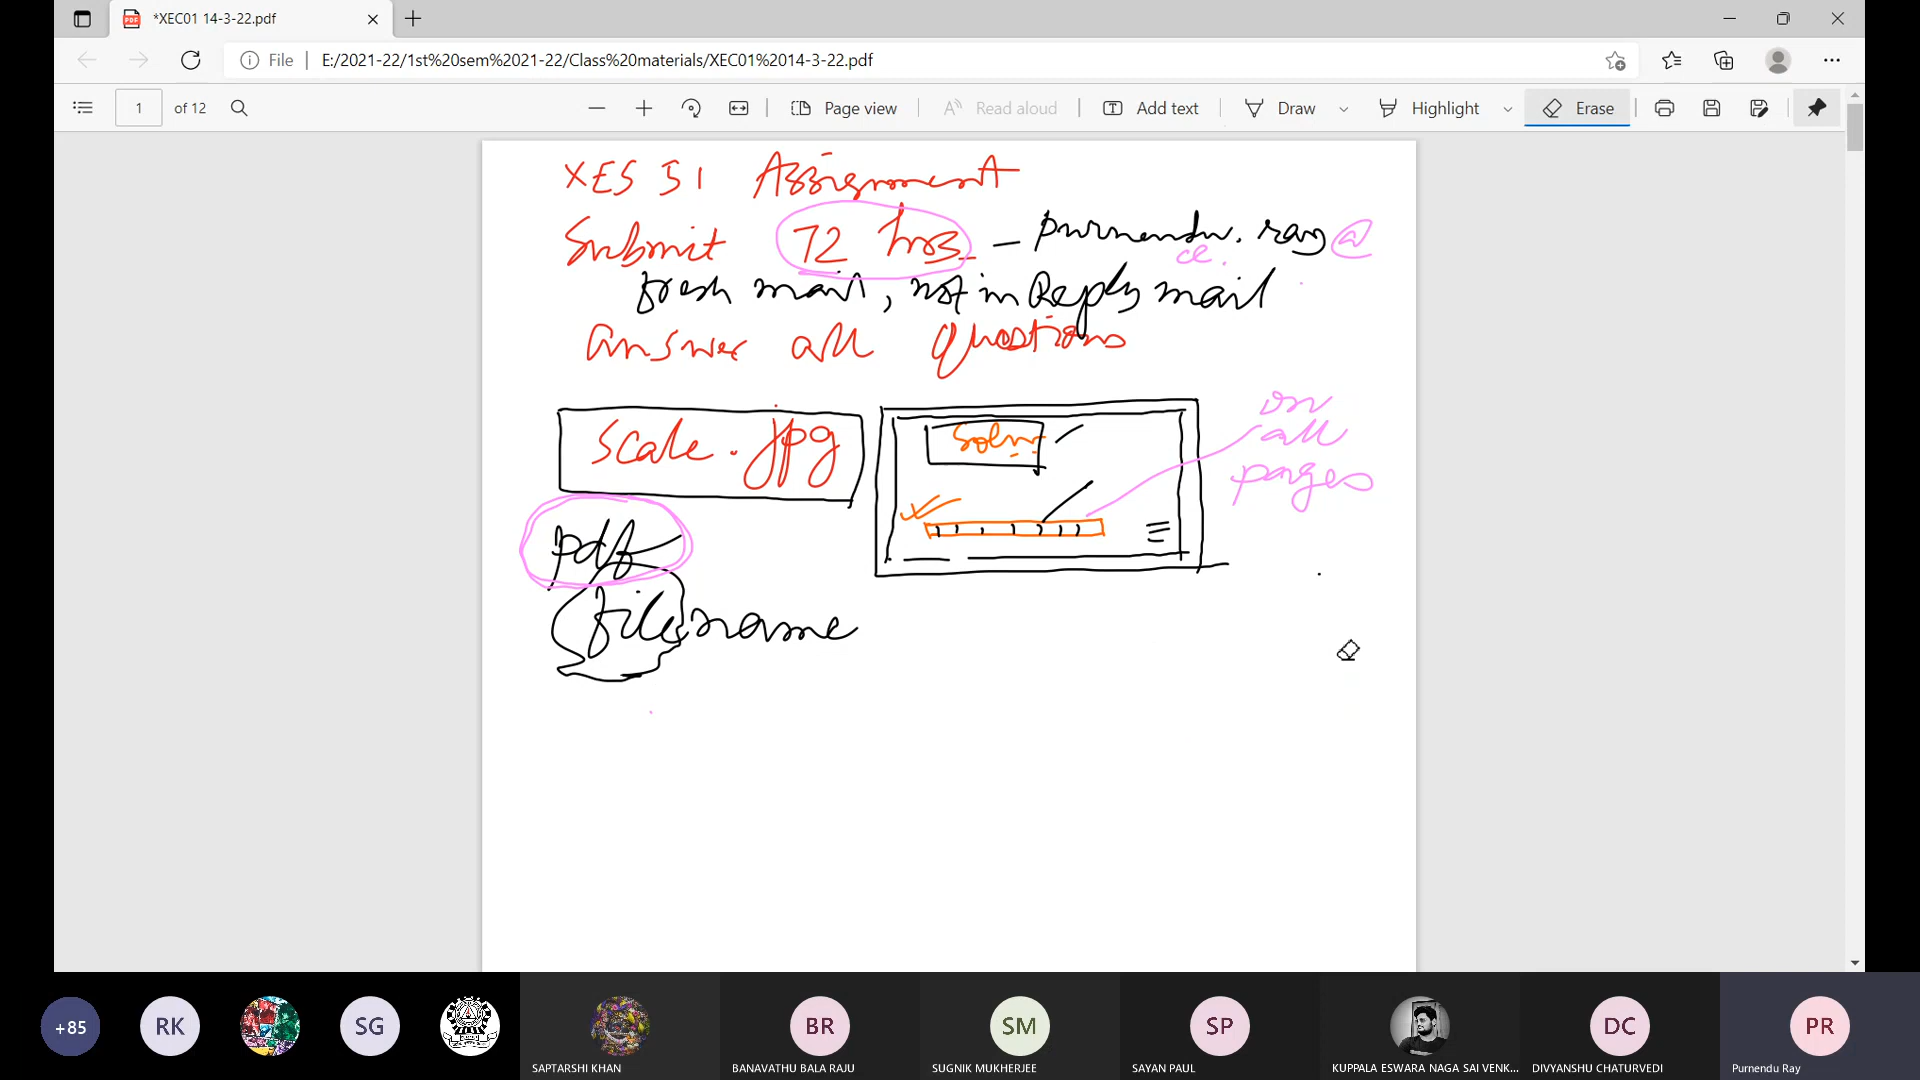 *XEC01 14-3-22.pdf
File E:/2021-22/1st%20sem%2021-22/Class%20materials/XEC01%2014-3-22.pdf
1 of 12 Page view Read aloud Add text Draw Highlight Erase
XES 51 Assignment
Submit 72 hrs - purnendu.ray@
ce.
fresh mail, not in Reply mail
Answer all questions
scale.jpg
Soln
on
all
pages
pdf
file name
+85 RK SG BR SM SP DC PR
SAPTARSHI KHAN BANAVATHU BALA RAJU SUGNIK MUKHERJEE SAYAN PAUL KUPPALA ESWARA NAGA SAI VENK... DIVYANSHU CHATURVEDI Purnendu Ray